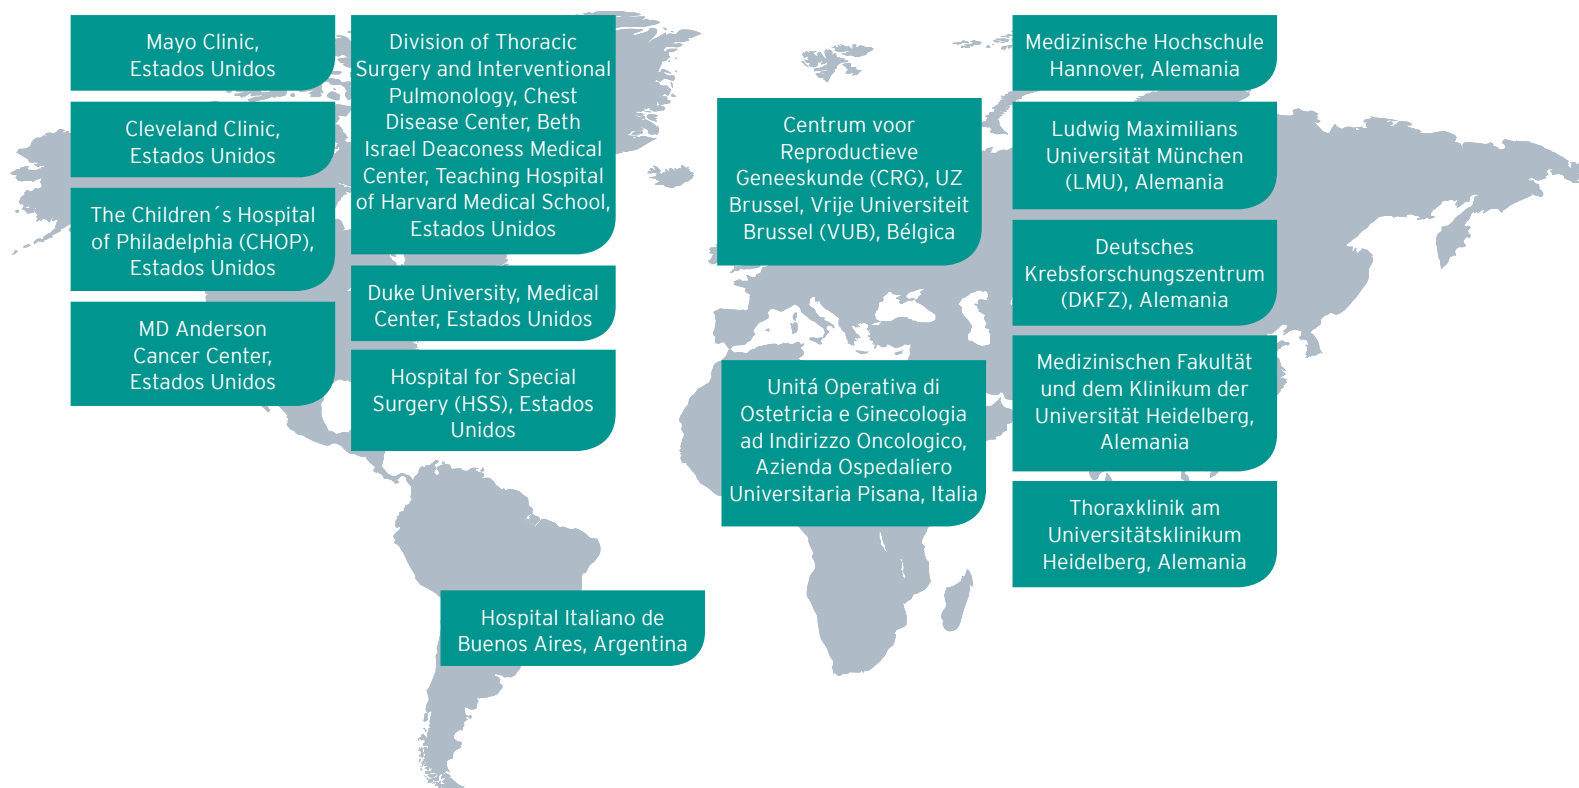 Mayo Clinic,
Estados Unidos
Cleveland Clinic,
Estados Unidos
The Children´s Hospital
of Philadelphia (CHOP),
Estados Unidos
MD Anderson
Cancer Center,
Estados Unidos
Division of Thoracic
Surgery and Interventional
Pulmonology, Chest
Disease Center, Beth
Israel Deaconess Medical
Center, Teaching Hospital
of Harvard Medical School,
Estados Unidos
Duke University, Medical
Center, Estados Unidos
Hospital for Special
Surgery (HSS), Estados
Unidos
Hospital Italiano de
Buenos Aires, Argentina
Centrum voor
Reproductieve
Geneeskunde (CRG), UZ
Brussel, Vrije Universiteit
Brussel (VUB), Bélgica
Unitá Operativa di
Ostetricia e Ginecologia
ad Indirizzo Oncologico,
Azienda Ospedaliero
Universitaria Pisana, Italia
Medizinische Hochschule
Hannover, Alemania
Ludwig Maximilians
Universität München
(LMU), Alemania
Deutsches
Krebsforschungszentrum
(DKFZ), Alemania
Medizinischen Fakultät
und dem Klinikum der
Universität Heidelberg,
Alemania
Thoraxklinik am
Universitätsklinikum
Heidelberg, Alemania